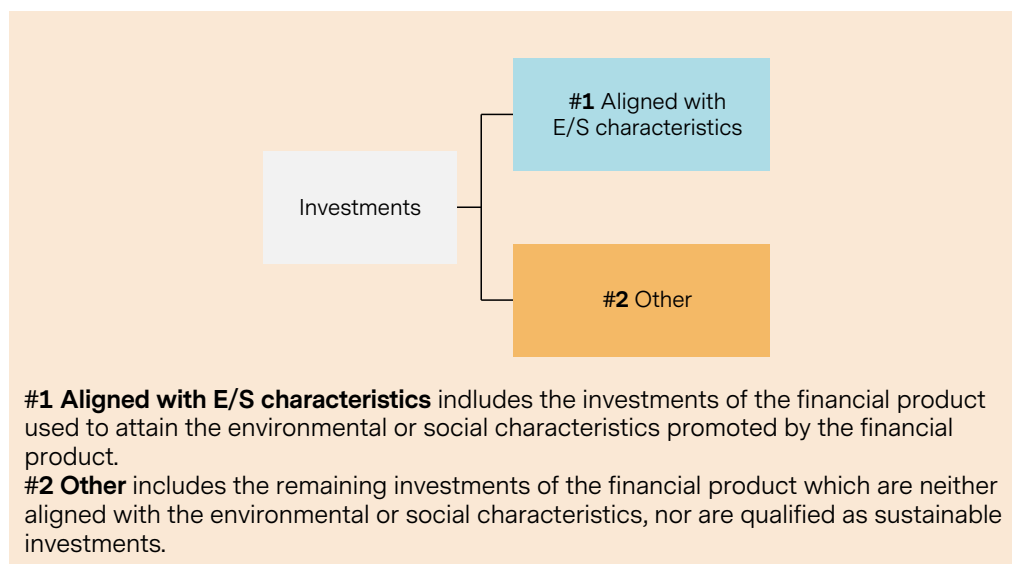 #1 Aligned with
E/S characteristics
Investments
#2 Other
#1 Aligned with E/S characteristics indludes the investments of the financial product
used to attain the environmental or social characteristics promoted by the financial
product.
#2 Other includes the remaining investments of the financial product which are neither
aligned with the environmental or social characteristics, nor are qualified as sustainable
investments.